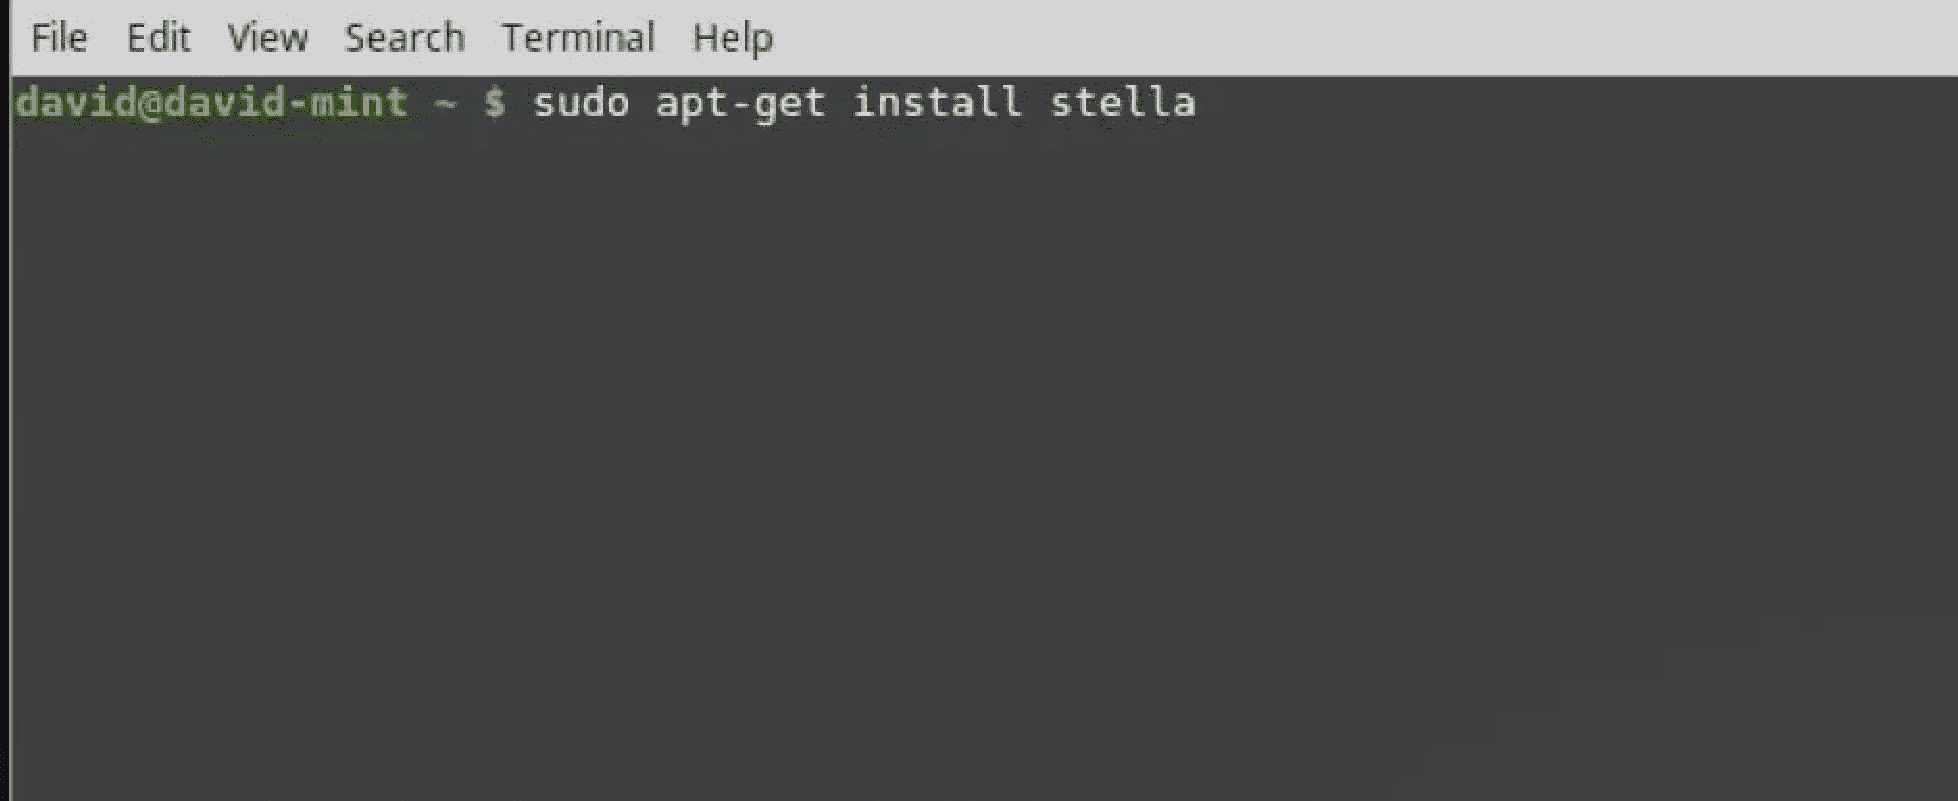 File Edit View Search Terminal Help
david@david-mint ~ $ sudo apt-get install stella